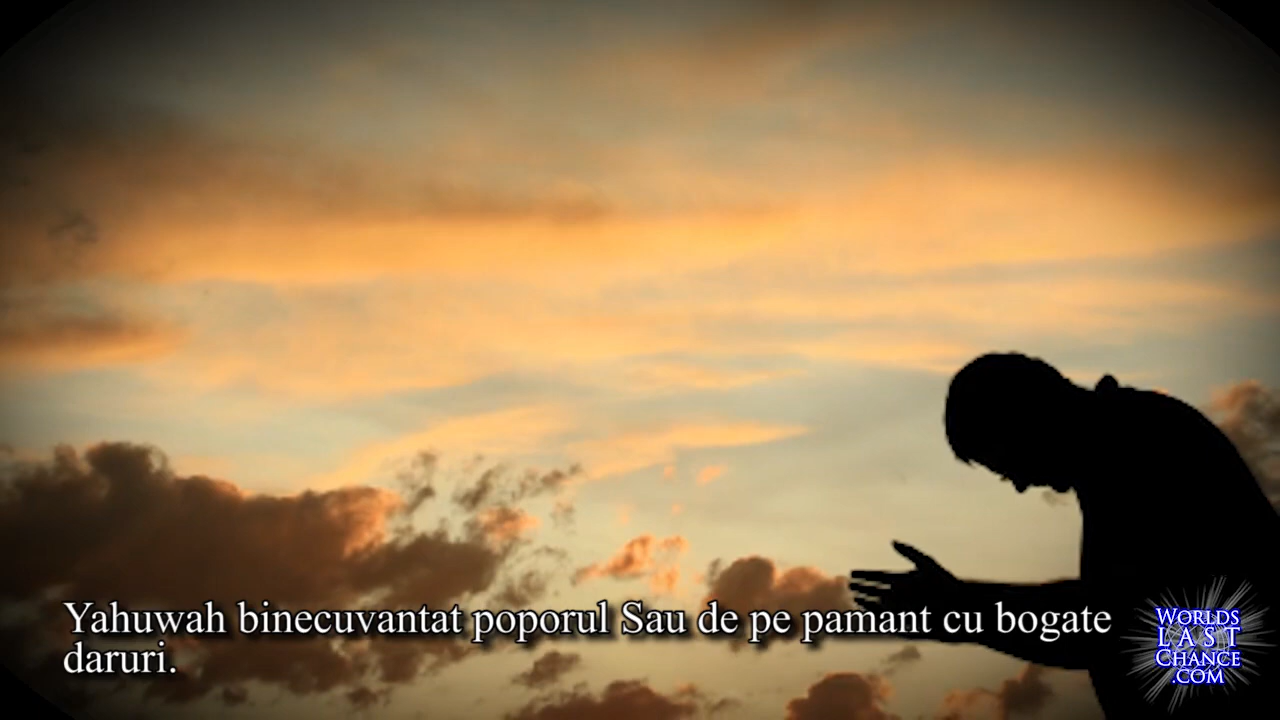 Yahuwah binecuvantat poporul Sau de pe pamant cu bogate
daruri.
WORLDS
LAST
CHANCE
.COM